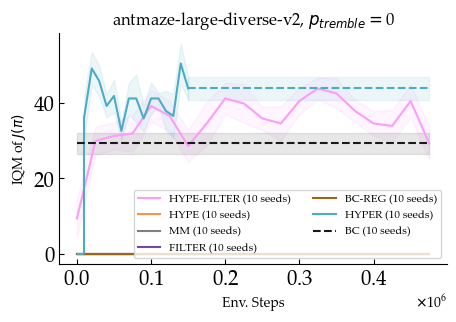 antmaze-large-diverse-v2, p_tremble = 0
IQM of J(π)
40
20
0
HYPE-FILTER (10 seeds)
HYPE (10 seeds)
MM (10 seeds)
FILTER (10 seeds)
BC-REG (10 seeds)
HYPER (10 seeds)
BC (10 seeds)
0.0 0.1 0.2 0.3 0.4
Env. Steps
×10⁶